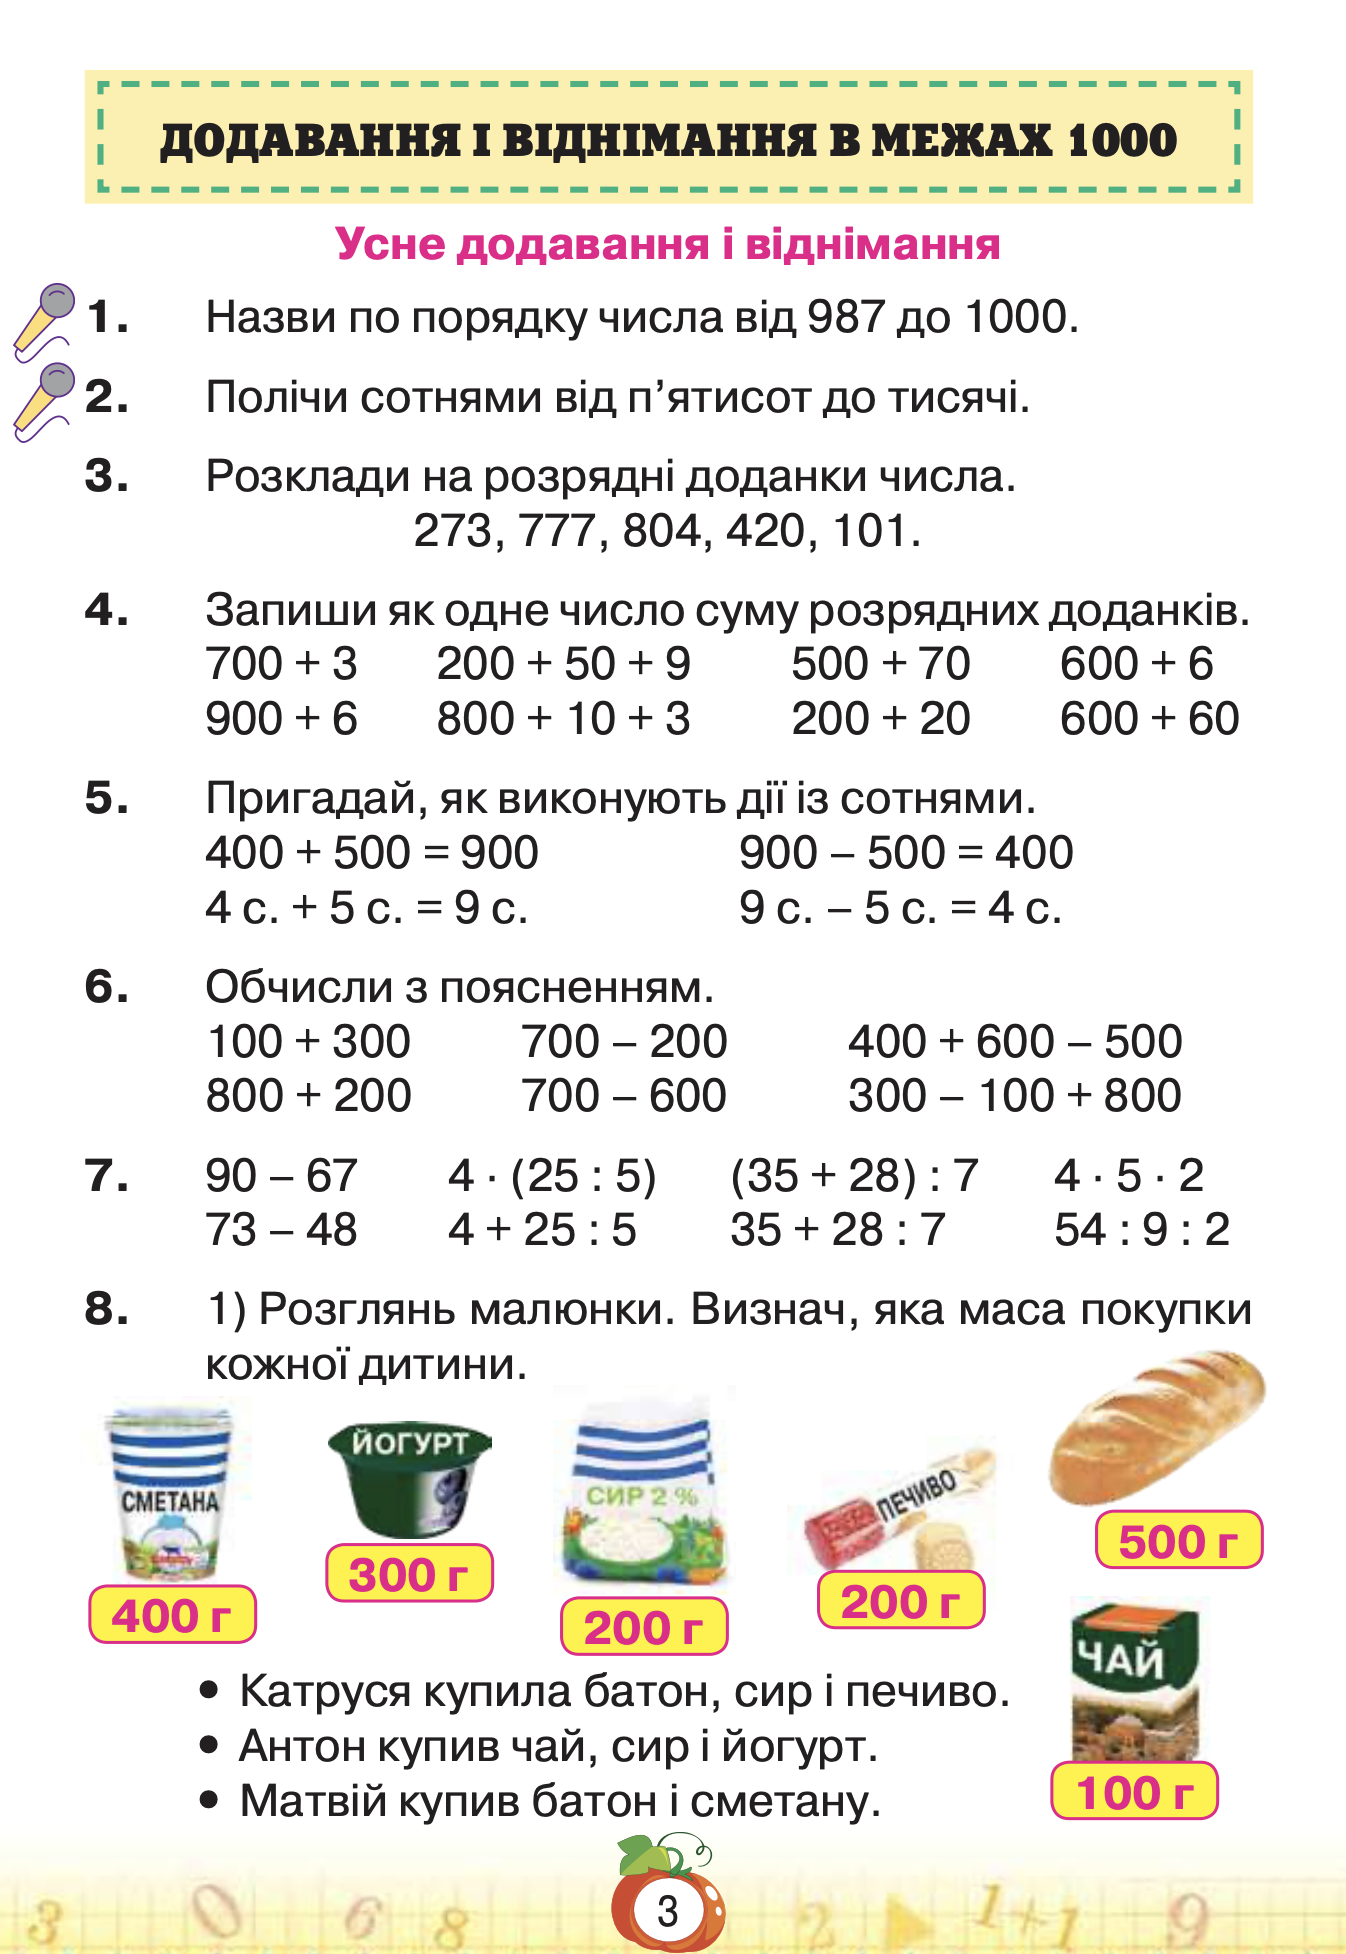 ДОДАВАННЯ І ВІДНІМАННЯ В МЕЖАХ 1000
Усне додавання і віднімання
1. Назви по порядку числа від 987 до 1000.
2. Полічи сотнями від п’ятисот до тисячі.
3. Розклади на розрядні доданки числа.
273, 777, 804, 420, 101.
4. Запиши як одне число суму розрядних доданків.
700 + 3 200 + 50 + 9 500 + 70 600 + 6
900 + 6 800 + 10 + 3 200 + 20 600 + 60
5. Пригадай, як виконують дії із сотнями.
400 + 500 = 900 900 – 500 = 400
4 с. + 5 с. = 9 с. 9 с. – 5 с. = 4 с.
6. Обчисли з поясненням.
100 + 300 700 – 200 400 + 600 – 500
800 + 200 700 – 600 300 – 100 + 800
7. 90 – 67 4 · (25 : 5) (35 + 28) : 7 4 · 5 · 2
73 – 48 4 + 25 : 5 35 + 28 : 7 54 : 9 : 2
8. 1) Розглянь малюнки. Визнач, яка маса покупки
кожної дитини.
СМЕТАНА
400 г
ЙОГУРТ
300 г
СИР 2 %
200 г
ПЕЧИВО
200 г
500 г
ЧАЙ
100 г
• Катруся купила батон, сир і печиво.
• Антон купив чай, сир і йогурт.
• Матвій купив батон і сметану.
3 0 6 8 3 2 1+1 9